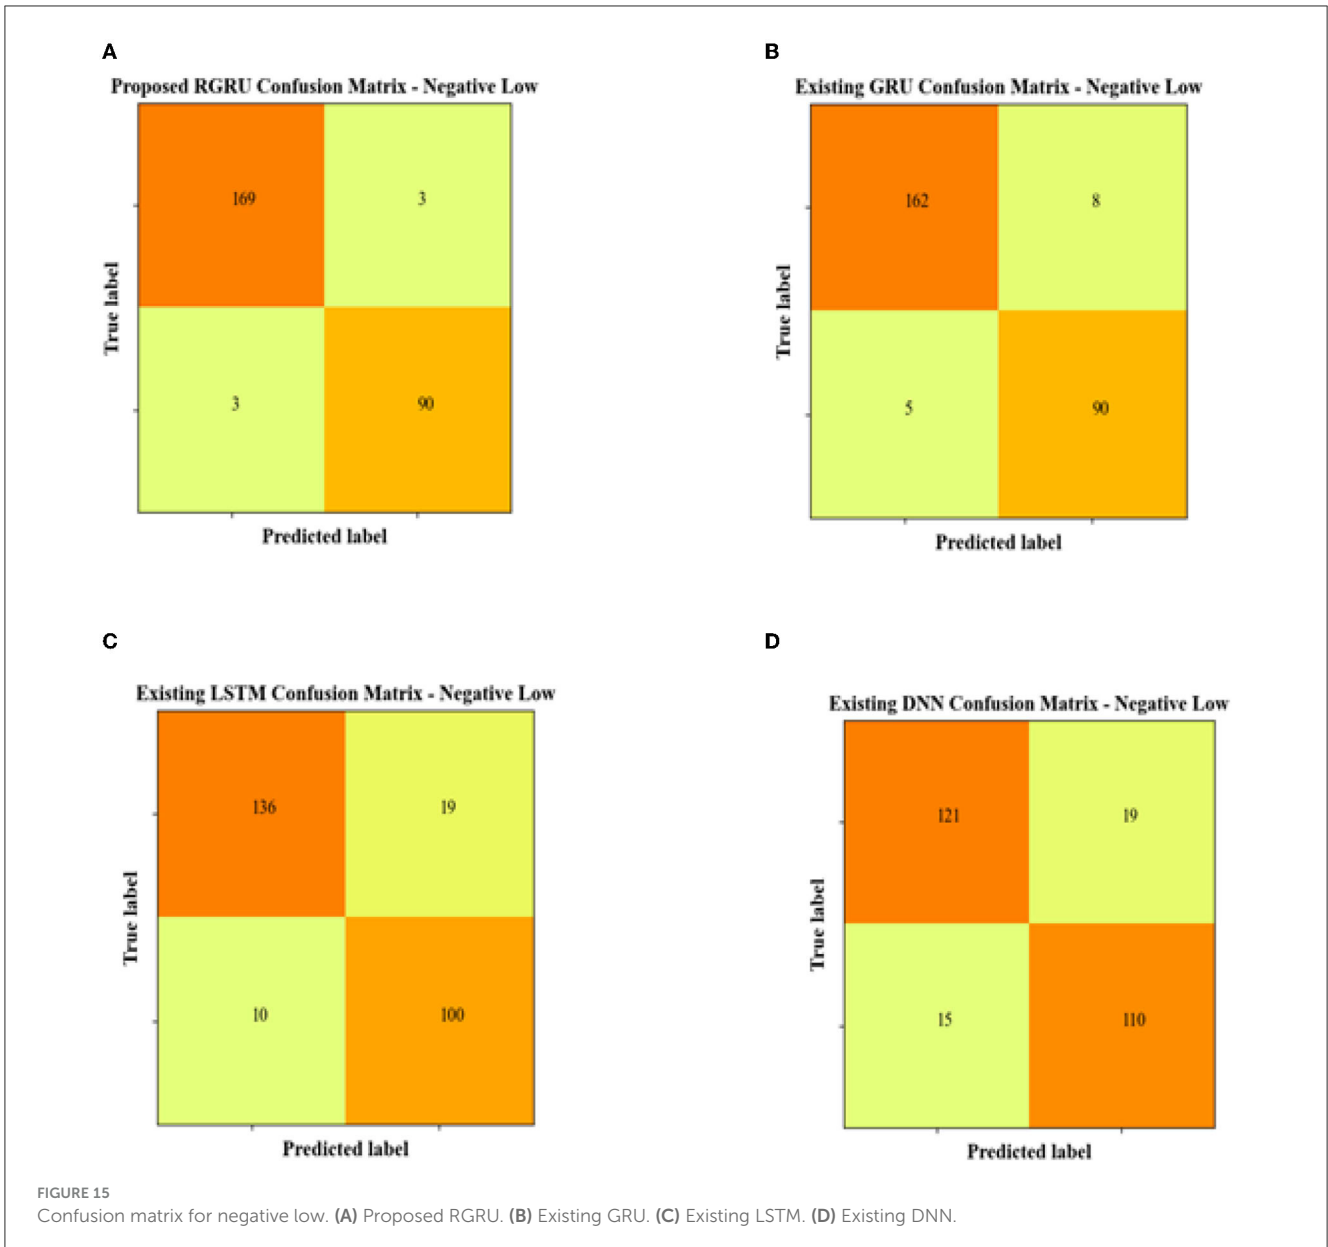 A
Proposed RGRU Confusion Matrix - Negative Low
169
3
3
90
True label
Predicted label
B
Existing GRU Confusion Matrix - Negative Low
162
8
5
90
True label
Predicted label
C
Existing LSTM Confusion Matrix - Negative Low
136
19
10
100
True label
Predicted label
D
Existing DNN Confusion Matrix - Negative Low
121
19
15
110
True label
Predicted label
FIGURE 15
Confusion matrix for negative low. (A) Proposed RGRU. (B) Existing GRU. (C) Existing LSTM. (D) Existing DNN.